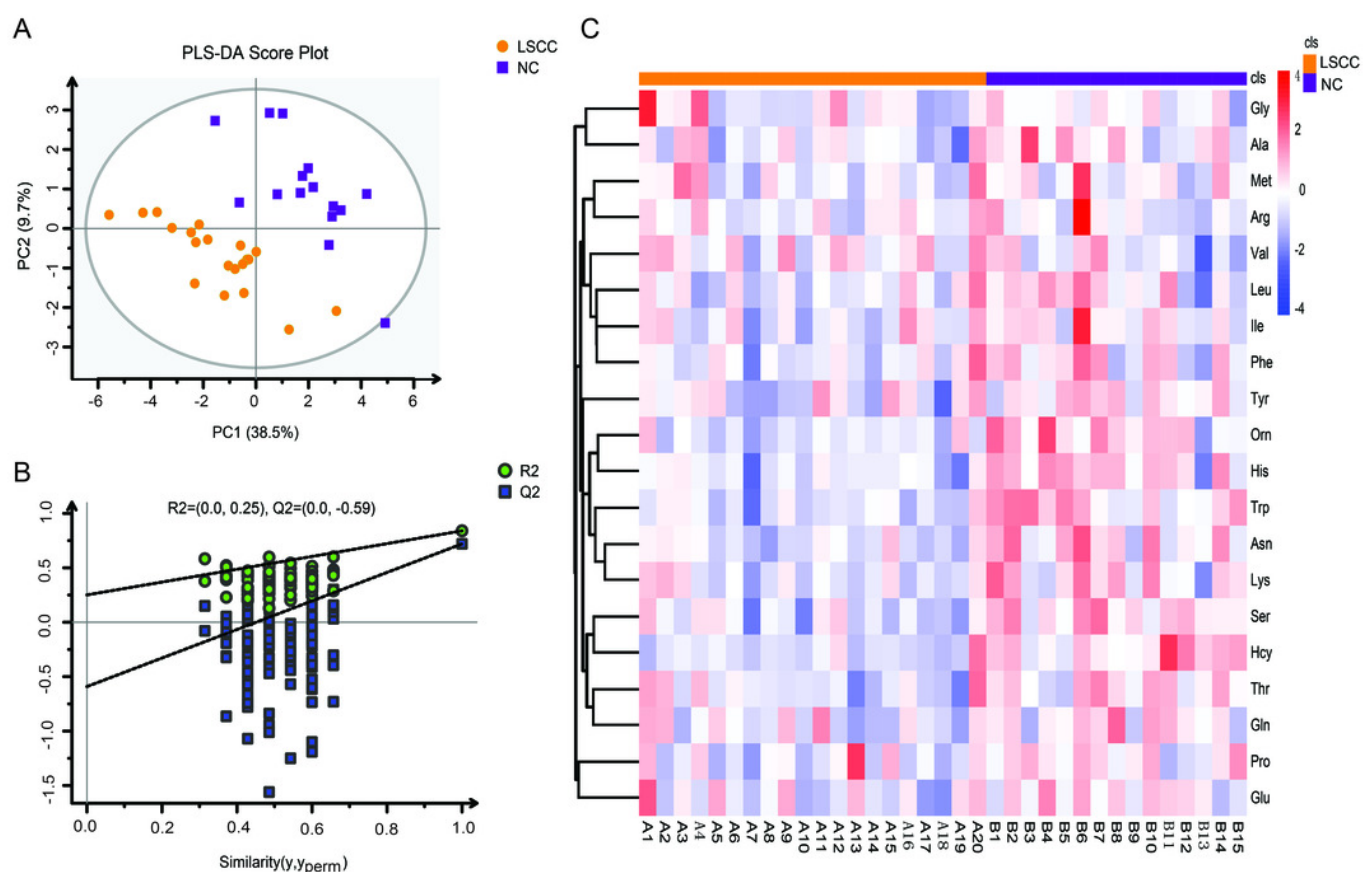 A
PLS-DA Score Plot
LSCC
NC
3
2
1
0
-1
-2
-3
PC2 (9.7%)
-6
-4
-2
0
2
4
6
PC1 (38.5%)
B
R2
Q2
R2=(0.0, 0.25), Q2=(0.0, -0.59)
1.0
0.5
0.0
-0.5
-1.0
-1.5
0.0
0.2
0.4
0.6
0.8
1.0
Similarity(y,yperm)
C
cls
LSCC
NC
cls
4
2
0
-2
-4
Gly
Ala
Met
Arg
Val
Leu
Ile
Phe
Tyr
Orn
His
Trp
Asn
Lys
Ser
Hcy
Thr
Gln
Pro
Glu
A1
A2
A3
A4
A5
A6
A7
A8
A9
A10
A11
A12
A13
A14
A15
A16
A17
A18
A19
A20
B1
B2
B3
B4
B5
B6
B7
B8
B9
B10
B11
B12
B13
B14
B15